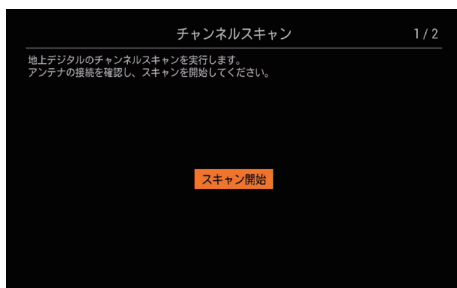 チャンネルスキャン
1/2
地上デジタルのチャンネルスキャンを実行します。
アンテナの接続を確認し、スキャンを開始してください。
スキャン開始